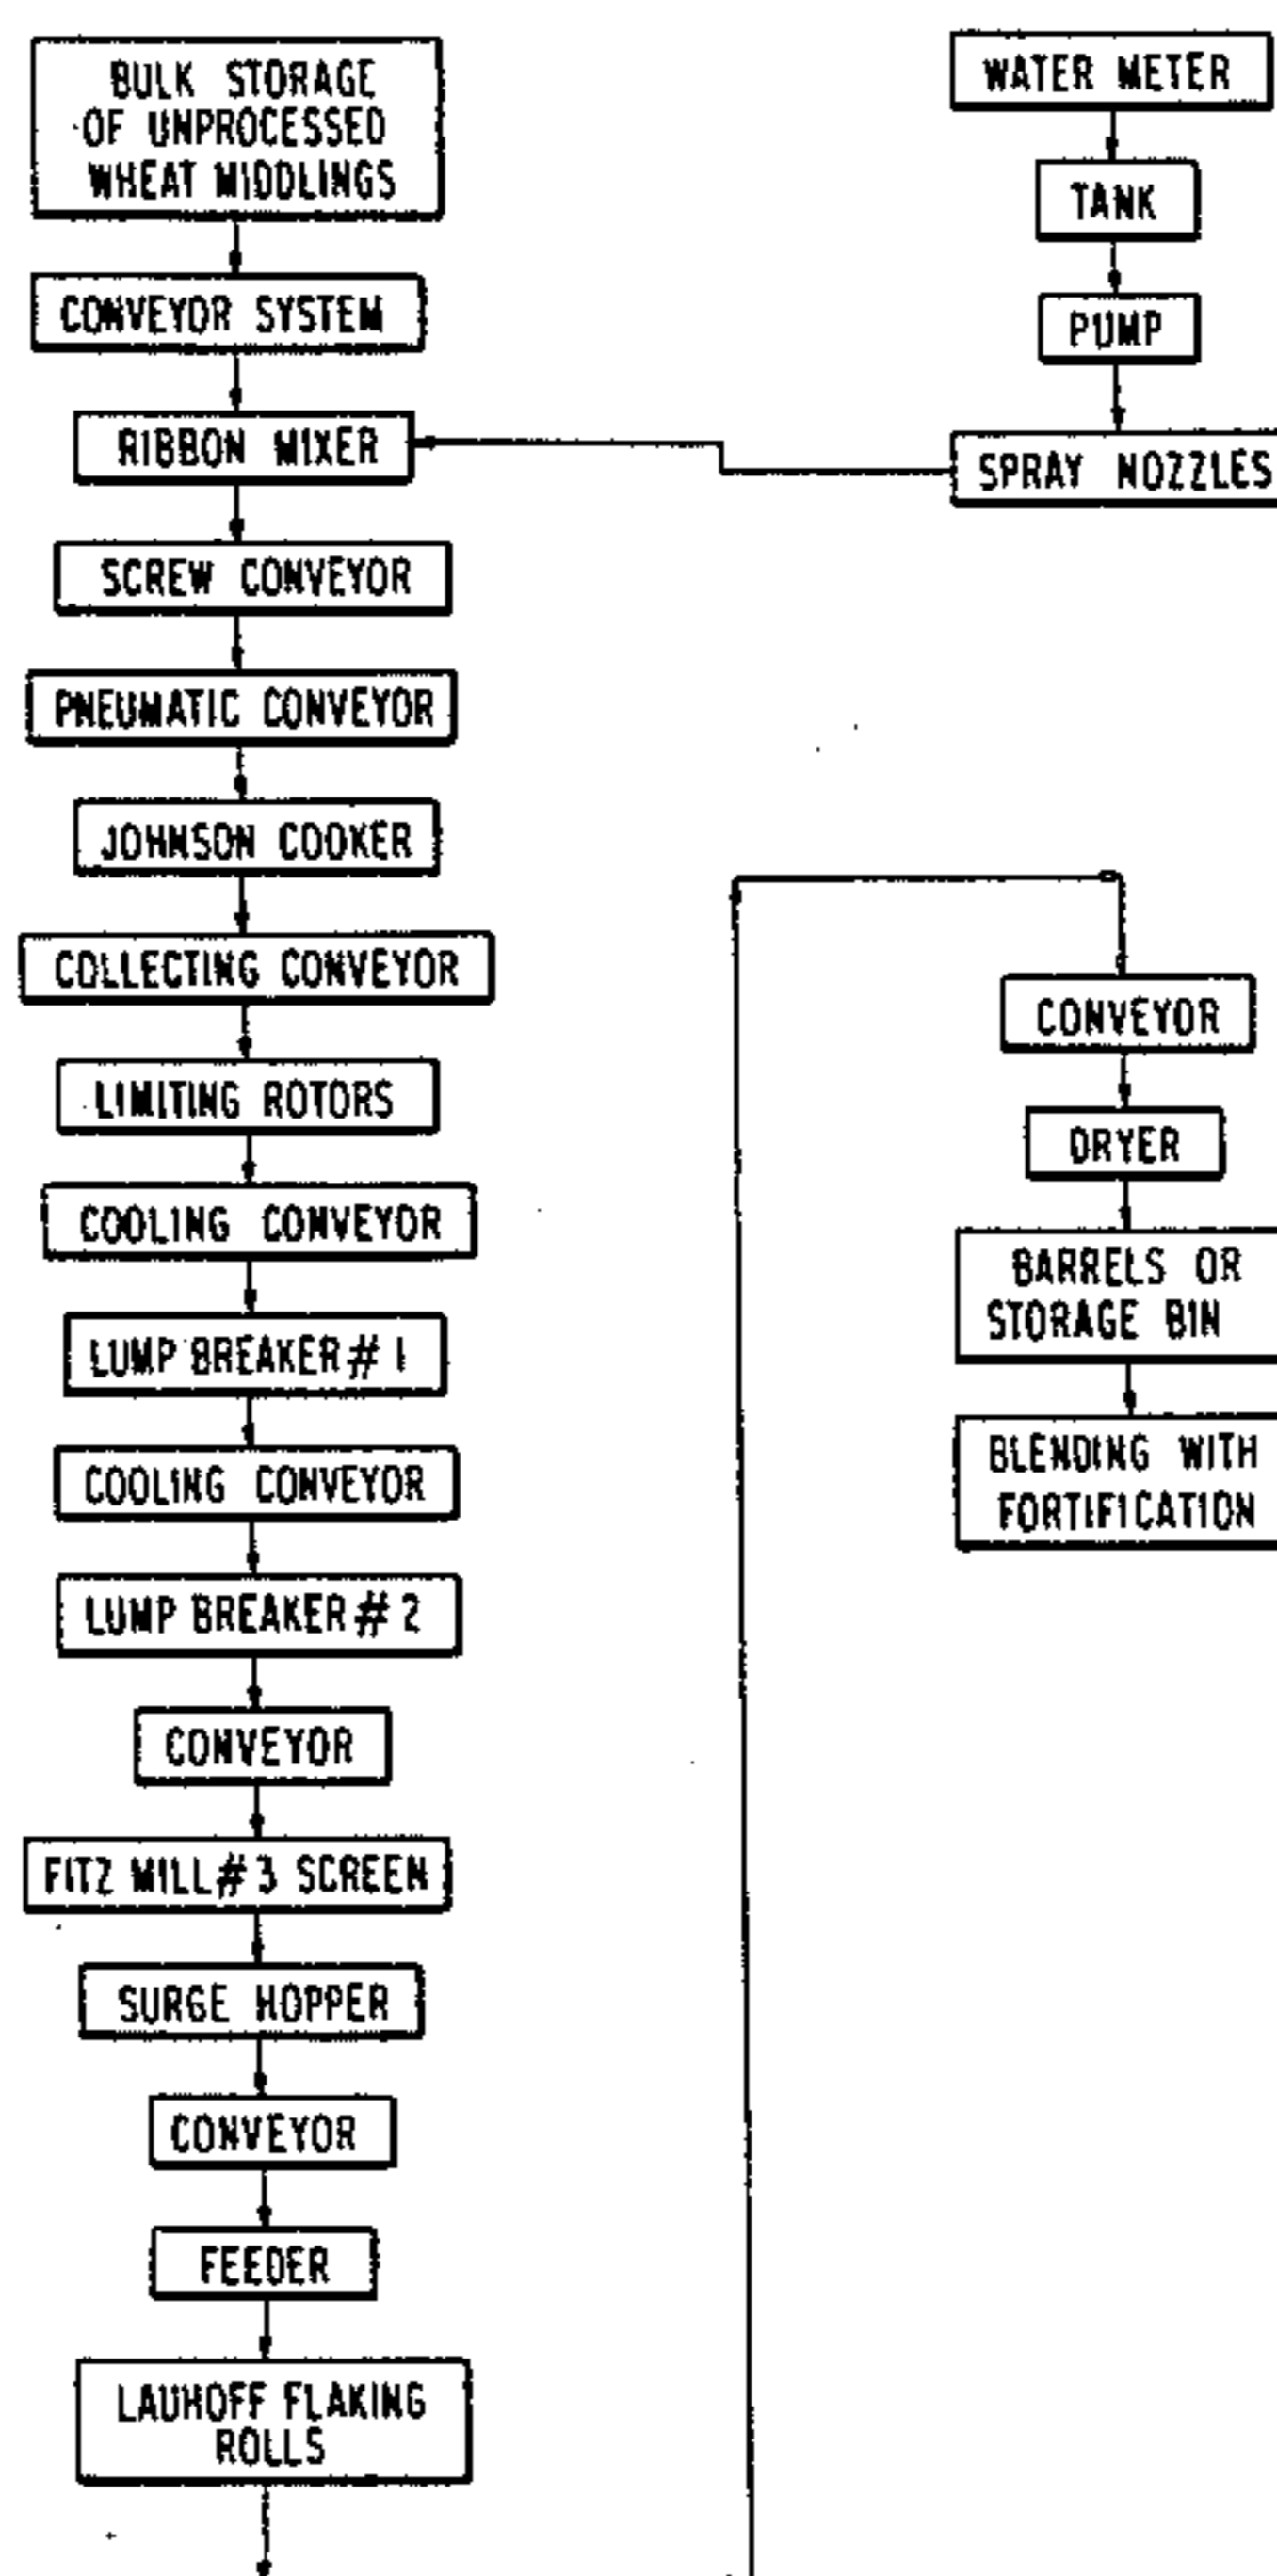 BULK STORAGE
OF UNPROCESSED
WHEAT MIDDLINGS
CONVEYOR SYSTEM
RIBBON MIXER
SCREW CONVEYOR
PNEUMATIC CONVEYOR
JOHNSON COOKER
COLLECTING CONVEYOR
LIMITING ROTORS
COOLING CONVEYOR
LUMP BREAKER # 1
COOLING CONVEYOR
LUMP BREAKER # 2
CONVEYOR
FITZ MILL # 3 SCREEN
SURGE HOPPER
CONVEYOR
FEEDER
LAUHOFF FLAKING
ROLLS
WATER METER
TANK
PUMP
SPRAY NOZZLES
CONVEYOR
DRYER
BARRELS OR
STORAGE BIN
BLENDING WITH
FORTIFICATION